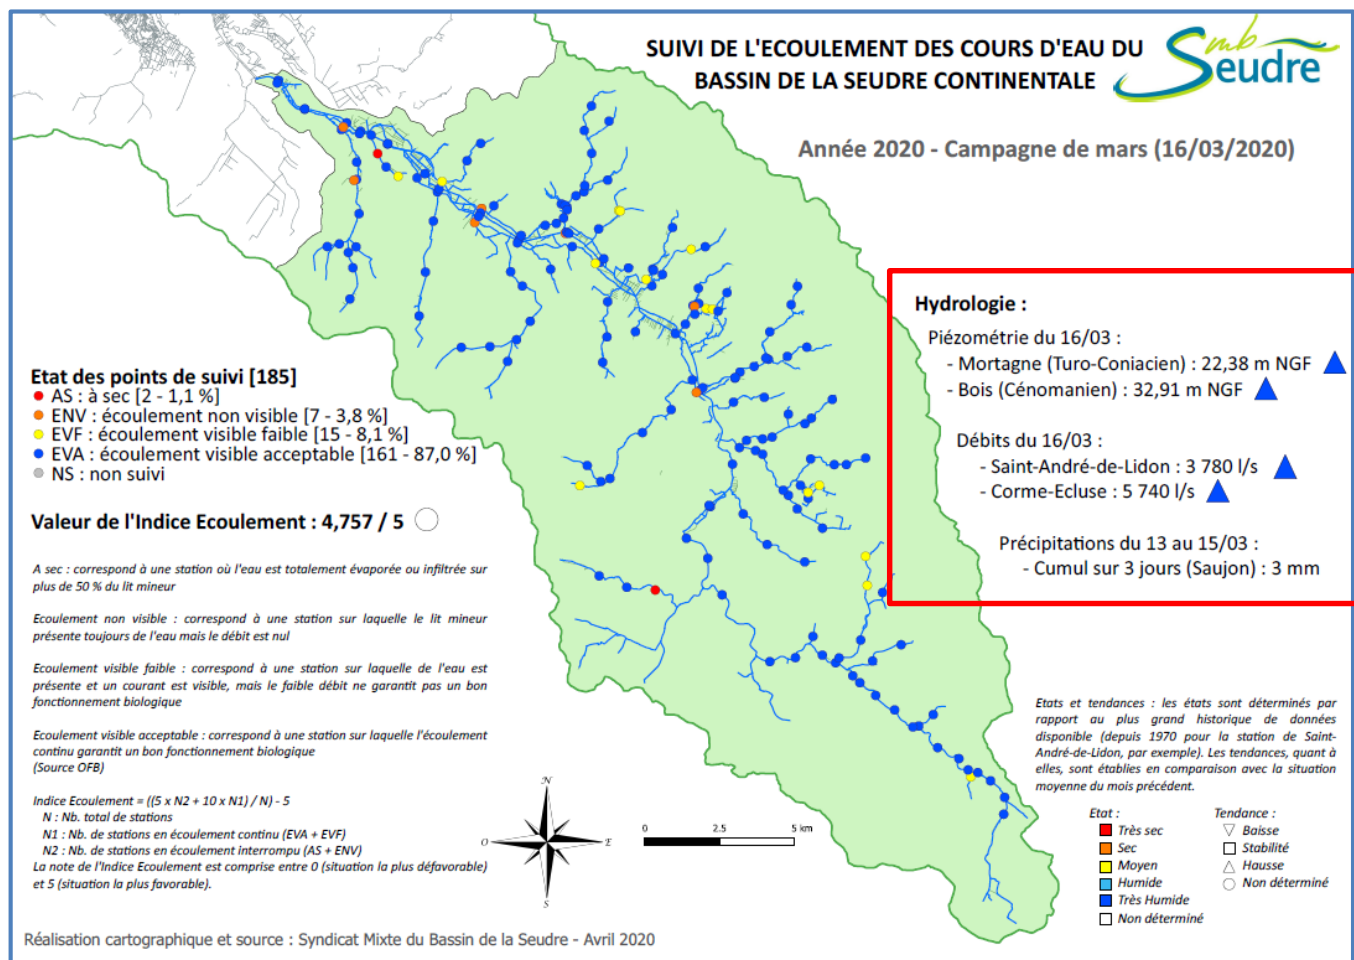 SUIVI DE L'ECOULEMENT DES COURS D'EAU DU
BASSIN DE LA SEUDRE CONTINENTALE
smb
Seudre
Année 2020 - Campagne de mars (16/03/2020)
Hydrologie :
Piézométrie du 16/03 :
- Mortagne (Turo-Coniacien) : 22,38 m NGF
- Bois (Cénomanien) : 32,91 m NGF
Débits du 16/03 :
- Saint-André-de-Lidon : 3 780 l/s
- Corme-Ecluse : 5 740 l/s
Précipitations du 13 au 15/03 :
- Cumul sur 3 jours (Saujon) : 3 mm
Etat des points de suivi [185]
AS : à sec [2 - 1,1 %]
ENV : écoulement non visible [7 - 3,8 %]
EVF : écoulement visible faible [15 - 8,1 %]
EVA : écoulement visible acceptable [161 - 87,0 %]
NS : non suivi
Valeur de l'Indice Ecoulement : 4,757 / 5
A sec : correspond à une station où l'eau est totalement évaporée ou infiltrée sur
plus de 50 % du lit mineur
Ecoulement non visible : correspond à une station sur laquelle le lit mineur
présente toujours de l'eau mais le débit est nul
Ecoulement visible faible : correspond à une station sur laquelle de l'eau est
présente et un courant est visible, mais le faible débit ne garantit pas un bon
fonctionnement biologique
Ecoulement visible acceptable : correspond à une station sur laquelle l'écoulement
continu garantit un bon fonctionnement biologique
(Source OFB)
Indice Ecoulement = ((5 x N2 + 10 x N1) / N) - 5
N : Nb. total de stations
N1 : Nb. de stations en écoulement continu (EVA + EVF)
N2 : Nb. de stations en écoulement interrompu (AS + ENV)
La note de l'Indice Ecoulement est comprise entre 0 (situation la plus défavorable)
et 5 (situation la plus favorable).
N
O
E
S
0 2.5 5 km
Etats et tendances : les états sont déterminés par
rapport au plus grand historique de données
disponible (depuis 1970 pour la station de Saint-
André-de-Lidon, par exemple). Les tendances, quant à
elles, sont établies en comparaison avec la situation
moyenne du mois précédent.
Etat :
Très sec
Sec
Moyen
Humide
Très Humide
Non déterminé
Tendance :
Baisse
Stabilité
Hausse
Non déterminé
Réalisation cartographique et source : Syndicat Mixte du Bassin de la Seudre - Avril 2020